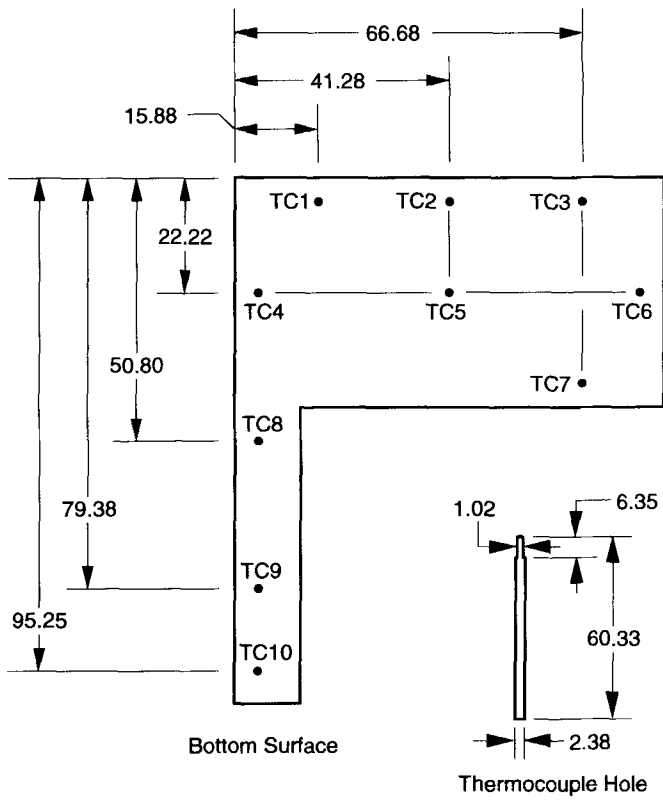 66.68
41.28
15.88
TC1 TC2 TC3
22.22
TC4 TC5 TC6
50.80
TC7
TC8
79.38
1.02 6.35
TC9
95.25
60.33
TC10
2.38
Bottom Surface
Thermocouple Hole